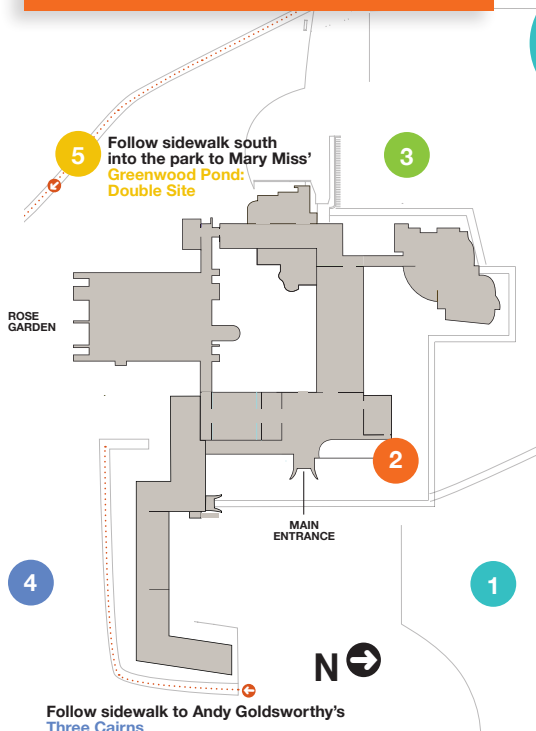 5
Follow sidewalk south
into the park to Mary Miss’
Greenwood Pond:
Double Site
3
ROSE
GARDEN
2
MAIN
ENTRANCE
4
1
N
Follow sidewalk to Andy Goldsworthy’s
Three Cairns